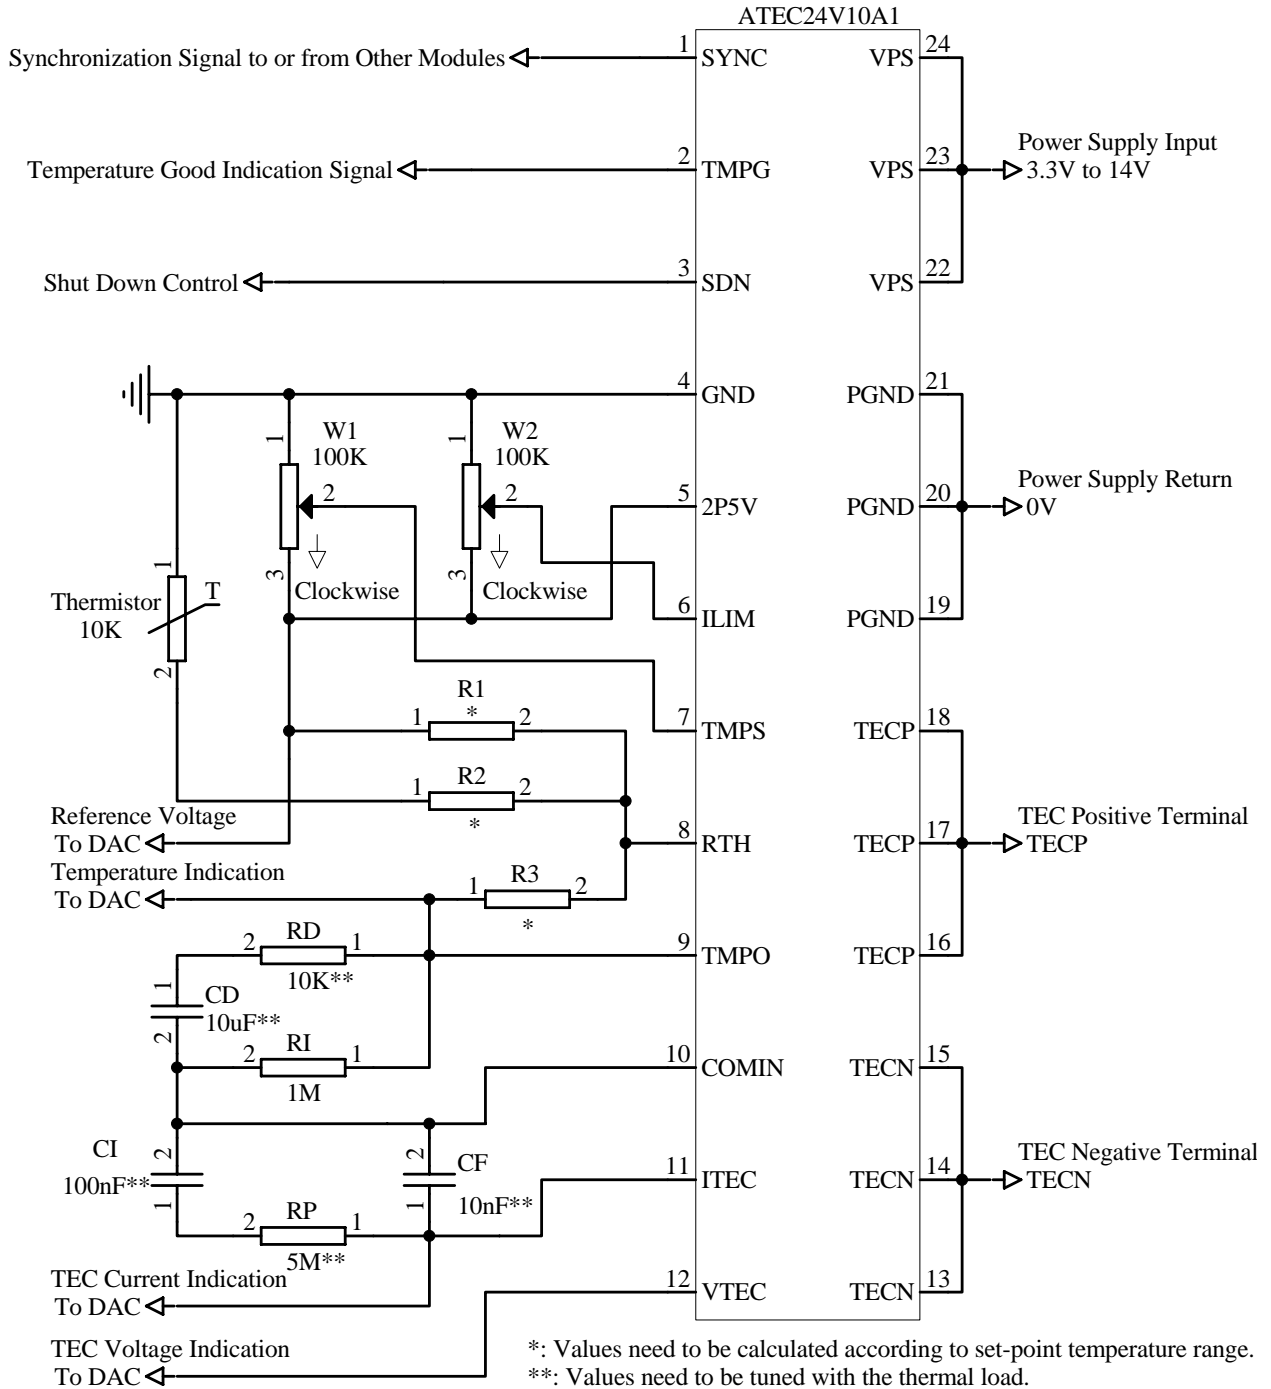 ATEC24V10A1
Synchronization Signal to or from Other Modules
1
SYNC
VPS
24
Temperature Good Indication Signal
2
TMPG
VPS
23
Power Supply Input
3.3V to 14V
Shut Down Control
3
SDN
VPS
22
4
GND
PGND
21
1
W1
100K
2
3
Clockwise
1
W2
100K
2
3
Clockwise
5
2P5V
PGND
20
Power Supply Return
0V
1
Thermistor
10K
T
2
6
ILIM
PGND
19
R1
1
*
2
7
TMPS
TECP
18
R2
1
2
*
Reference Voltage
To DAC
8
RTH
TECP
17
TEC Positive Terminal
TECP
Temperature Indication
To DAC
R3
1
2
*
RD
2
1
10K**
9
TMPO
TECP
16
1
CD
10uF**
2
RI
2
1
1M
10
COMIN
TECN
15
CI
2
100nF**
1
2
CF
10nF**
1
11
ITEC
TECN
14
TEC Negative Terminal
TECN
RP
2
1
5M**
TEC Current Indication
To DAC
12
VTEC
TECN
13
TEC Voltage Indication
To DAC
*: Values need to be calculated according to set-point temperature range.
**: Values need to be tuned with the thermal load.